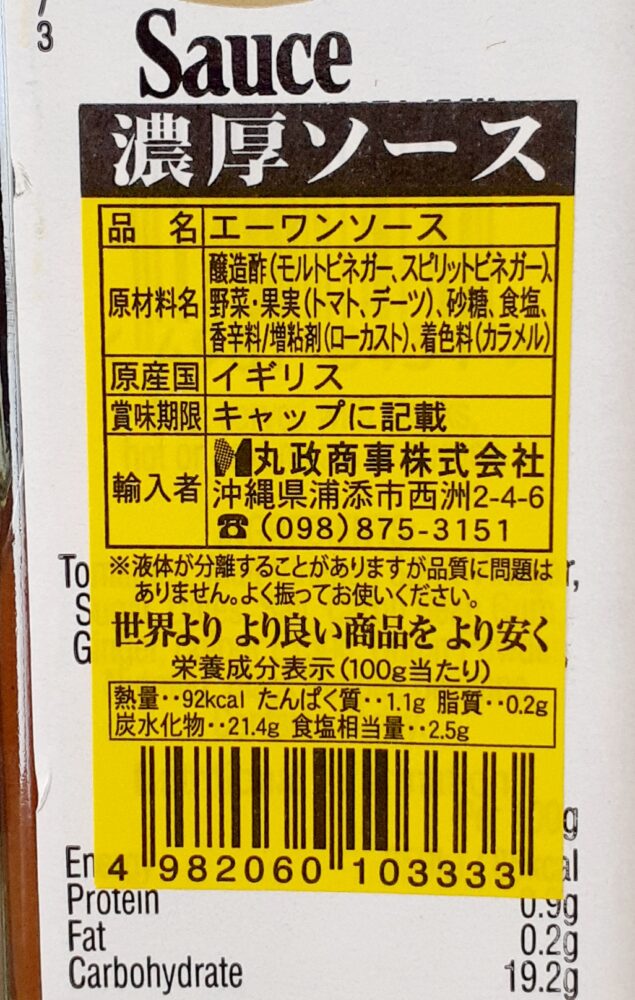 3
Sauce
濃厚ソース
品 名 エーワンソース
原材料名 醸造酢(モルトビネガー、スピリットビネガー)、
野菜・果実(トマト、デーツ)、砂糖、食塩、
香辛料/増粘剤(ローカスト)、着色料(カラメル)
原産国 イギリス
賞味期限 キャップに記載
輸入者 丸政商事株式会社
沖縄県浦添市西洲2-4-6
☎(098)875-3151
※液体が分離することがありますが品質に問題は
ありません。よく振ってお使いください。
世界より より良い商品を より安く
栄養成分表示(100g当たり)
熱量‥92kcal たんぱく質‥1.1g 脂質‥0.2g
炭水化物‥21.4g 食塩相当量‥2.5g
4 982060 103333
Protein 0.9g
Fat 0.2g
Carbohydrate 19.2g